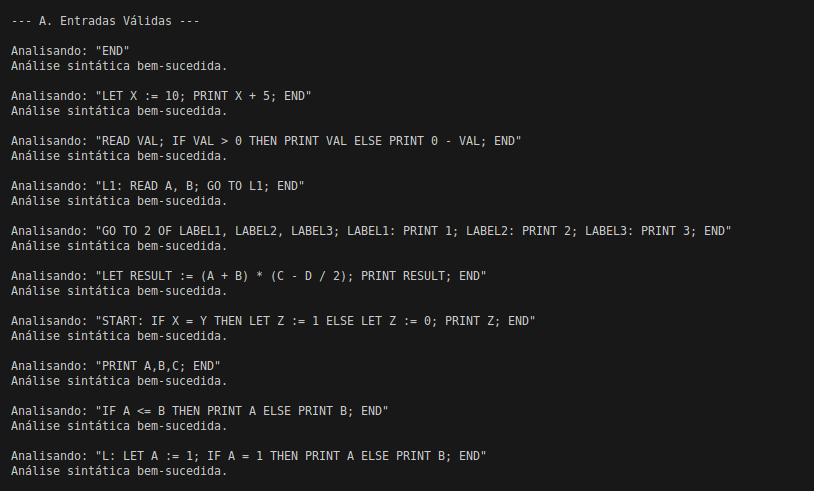 --- A. Entradas Válidas ---
Analisando: "END"
Análise sintática bem-sucedida.
Analisando: "LET X := 10; PRINT X + 5; END"
Análise sintática bem-sucedida.
Analisando: "READ VAL; IF VAL > 0 THEN PRINT VAL ELSE PRINT 0 - VAL; END"
Análise sintática bem-sucedida.
Analisando: "L1: READ A, B; GO TO L1; END"
Análise sintática bem-sucedida.
Analisando: "GO TO 2 OF LABEL1, LABEL2, LABEL3; LABEL1: PRINT 1; LABEL2: PRINT 2; LABEL3: PRINT 3; END"
Análise sintática bem-sucedida.
Analisando: "LET RESULT := (A + B) * (C - D / 2); PRINT RESULT; END"
Análise sintática bem-sucedida.
Analisando: "START: IF X = Y THEN LET Z := 1 ELSE LET Z := 0; PRINT Z; END"
Análise sintática bem-sucedida.
Analisando: "PRINT A,B,C; END"
Análise sintática bem-sucedida.
Analisando: "IF A <= B THEN PRINT A ELSE PRINT B; END"
Análise sintática bem-sucedida.
Analisando: "L: LET A := 1; IF A = 1 THEN PRINT A ELSE PRINT B; END"
Análise sintática bem-sucedida.